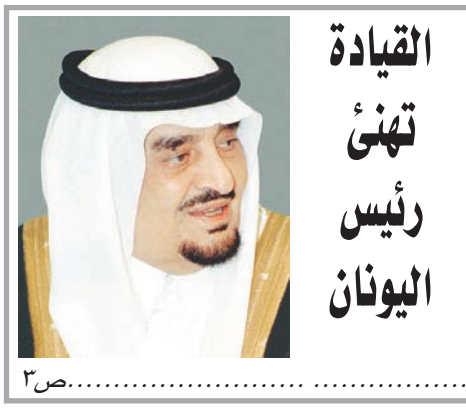 القيادة
تهنئ
رئيس
اليونان
ص٣